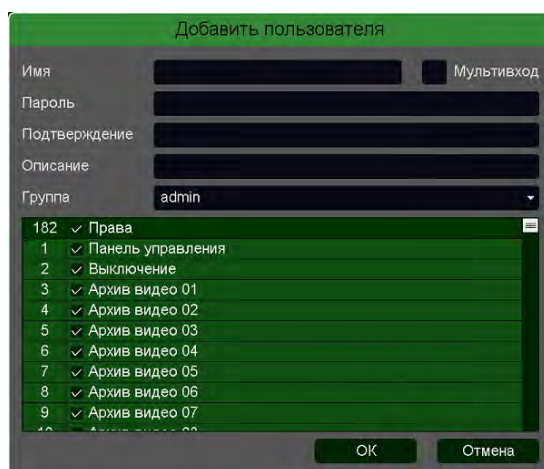 Добавить пользователя
Имя Мультивход
Пароль
Подтверждение
Описание
Группа admin
182 Права
1 Панель управления
2 Выключение
3 Архив видео 01
4 Архив видео 02
5 Архив видео 03
6 Архив видео 04
7 Архив видео 05
8 Архив видео 06
9 Архив видео 07
OK Отмена